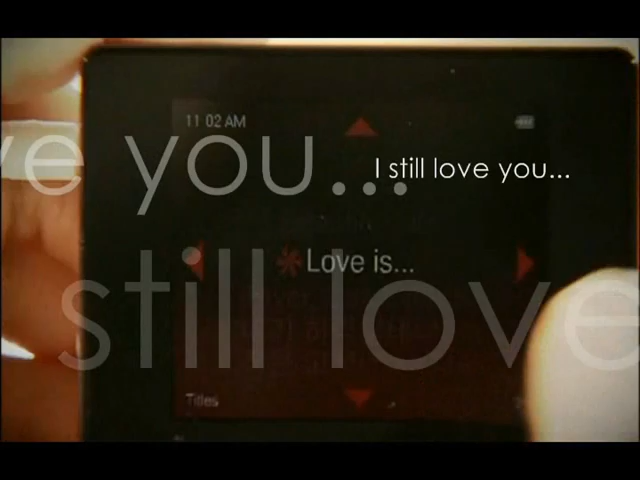 11 02 AM
ve you...
I still love you...
Love is...
still love
Titles